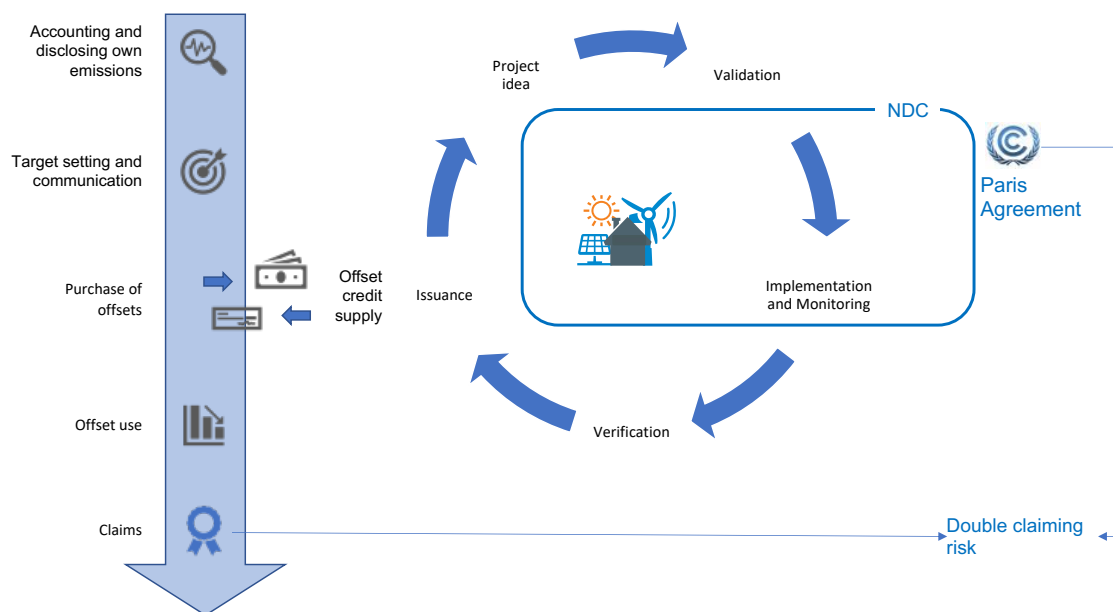 Accounting and
disclosing own
emissions
Target setting and
communication
Purchase of
offsets
Offset use
Claims
Offset
credit
supply
Issuance
Project
idea
Validation
NDC
Paris
Agreement
Implementation
and Monitoring
Verification
Double claiming
risk